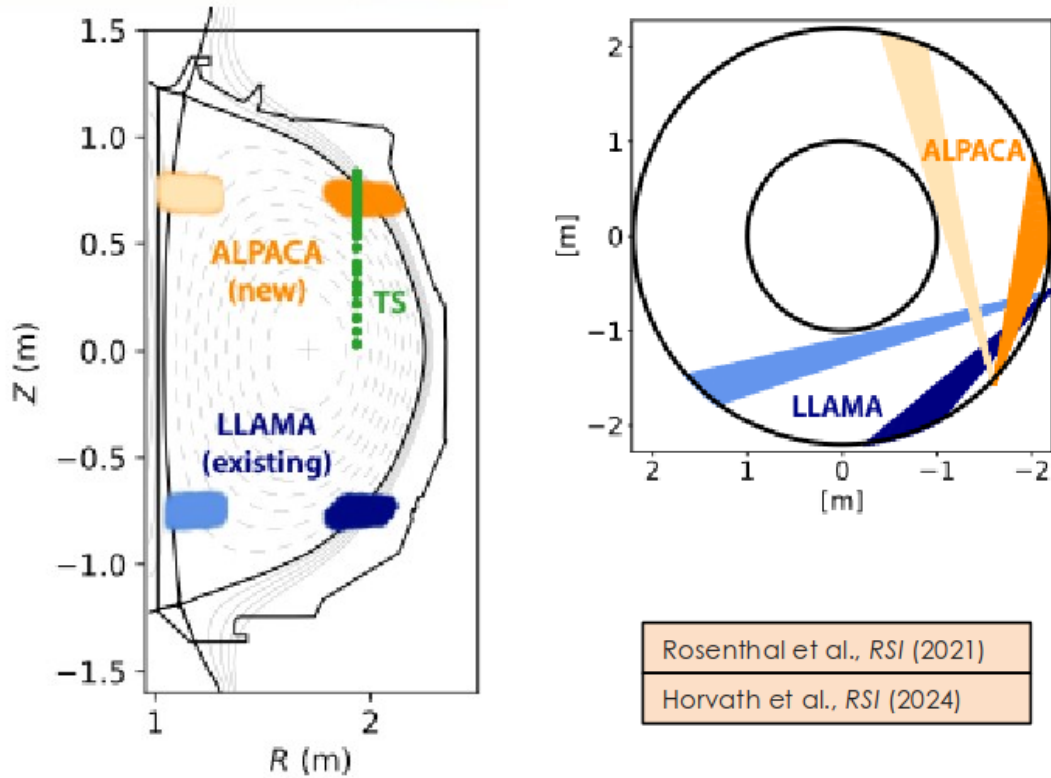 1.5
1.0
0.5
0.0
−0.5
−1.0
−1.5
Z (m)
1
2
R (m)
ALPACA
(new)
TS
LLAMA
(existing)
2
1
0
−1
−2
[m]
2
1
0
−1
−2
[m]
ALPACA
LLAMA
Rosenthal et al., RSI (2021)
Horvath et al., RSI (2024)